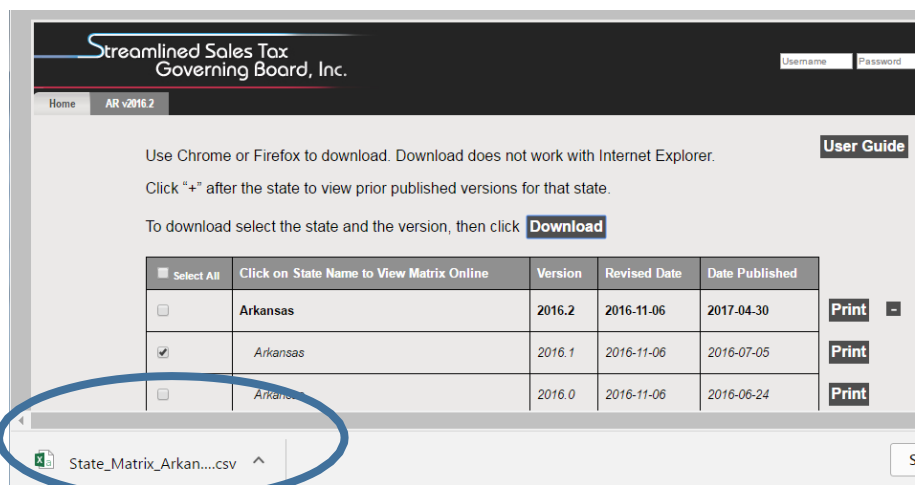 Streamlined Sales Tax
Governing Board, Inc.
Username Password
Home AR v2016.2
User Guide
Use Chrome or Firefox to download. Download does not work with Internet Explorer.
Click “+” after the state to view prior published versions for that state.
To download select the state and the version, then click Download
Select All Click on State Name to View Matrix Online Version Revised Date Date Published
Arkansas 2016.2 2016-11-06 2017-04-30 Print -
Arkansas 2016.1 2016-11-06 2016-07-05 Print
Arkansas 2016.0 2016-11-06 2016-06-24 Print
State_Matrix_Arkan....csv
S